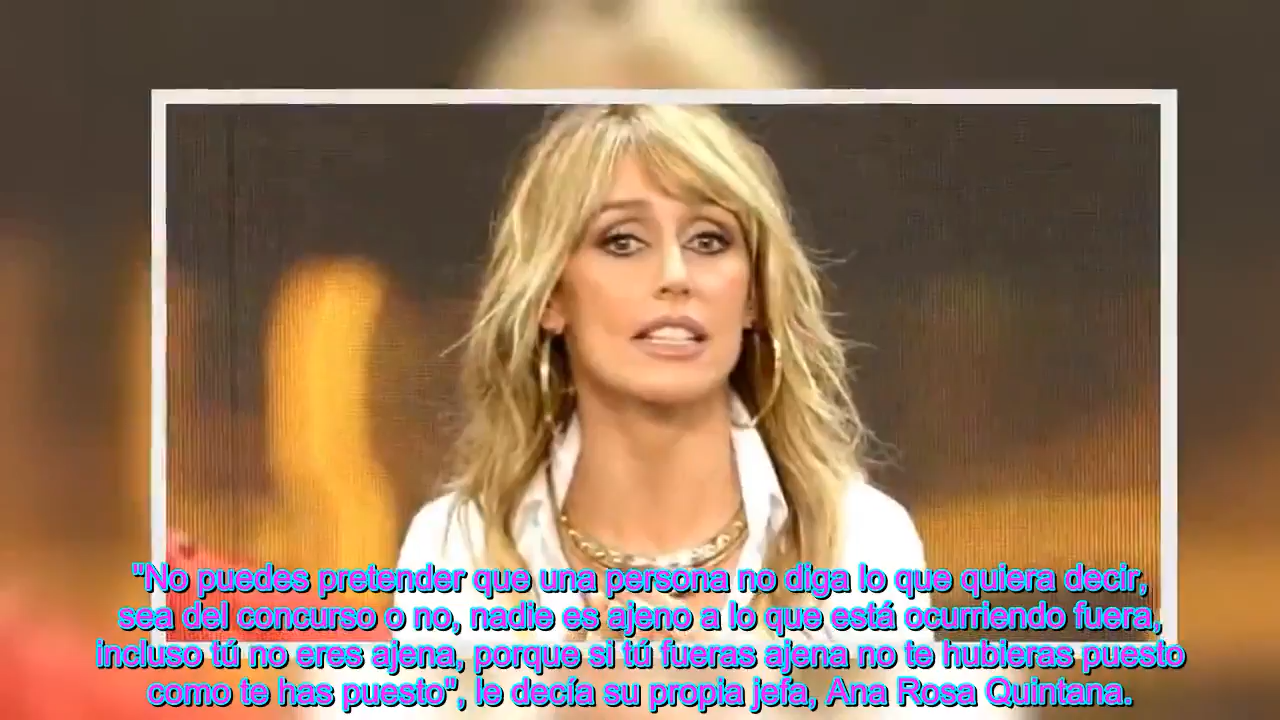 "No puedes pretender que una persona no diga lo que quiera decir,
sea del concurso o no, nadie es ajeno a lo que está ocurriendo fuera,
incluso tú no eres ajena, porque si tú fueras ajena no te hubieras puesto
como te has puesto", le decía su propia jefa, Ana Rosa Quintana.